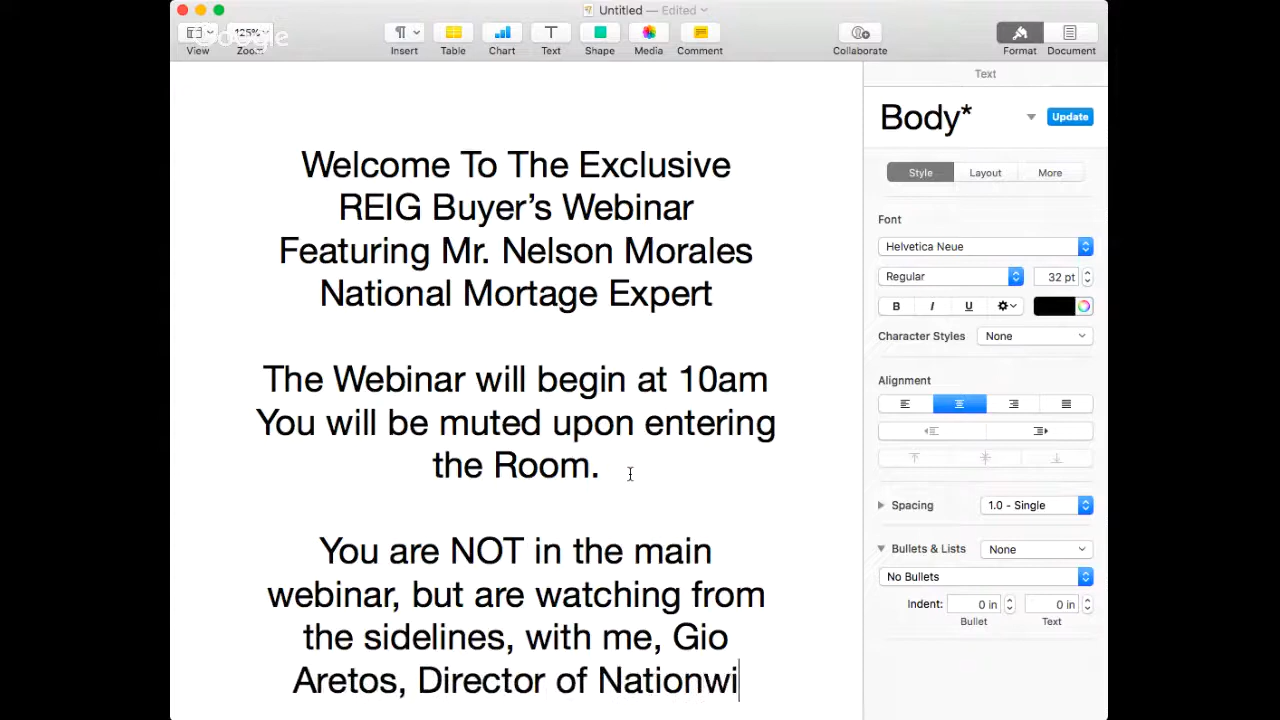 Untitled — Edited
Google
125%
View
Zoom
Insert
Table
Chart
Text
Shape
Media
Comment
Collaborate
Format
Document
Text
Body*
Update
Style
Layout
More
Font
Helvetica Neue
Regular
32 pt
B I U
Character Styles
None
Alignment
Spacing
1.0 - Single
Bullets & Lists
None
No Bullets
Indent:
0 in
0 in
Bullet
Text
Welcome To The Exclusive
REIG Buyer’s Webinar
Featuring Mr. Nelson Morales
National Mortage Expert
The Webinar will begin at 10am
You will be muted upon entering
the Room.
You are NOT in the main
webinar, but are watching from
the sidelines, with me, Gio
Aretos, Director of Nationwi